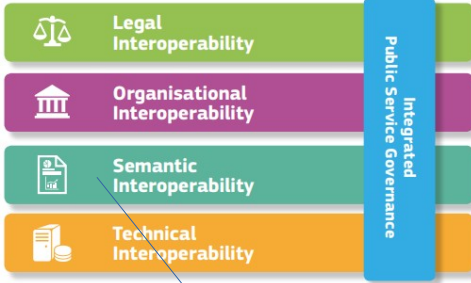 Legal
Interoperability
Organisational
Interoperability
Semantic
Interoperability
Technical
Interoperability
Integrated
Public Service Governance